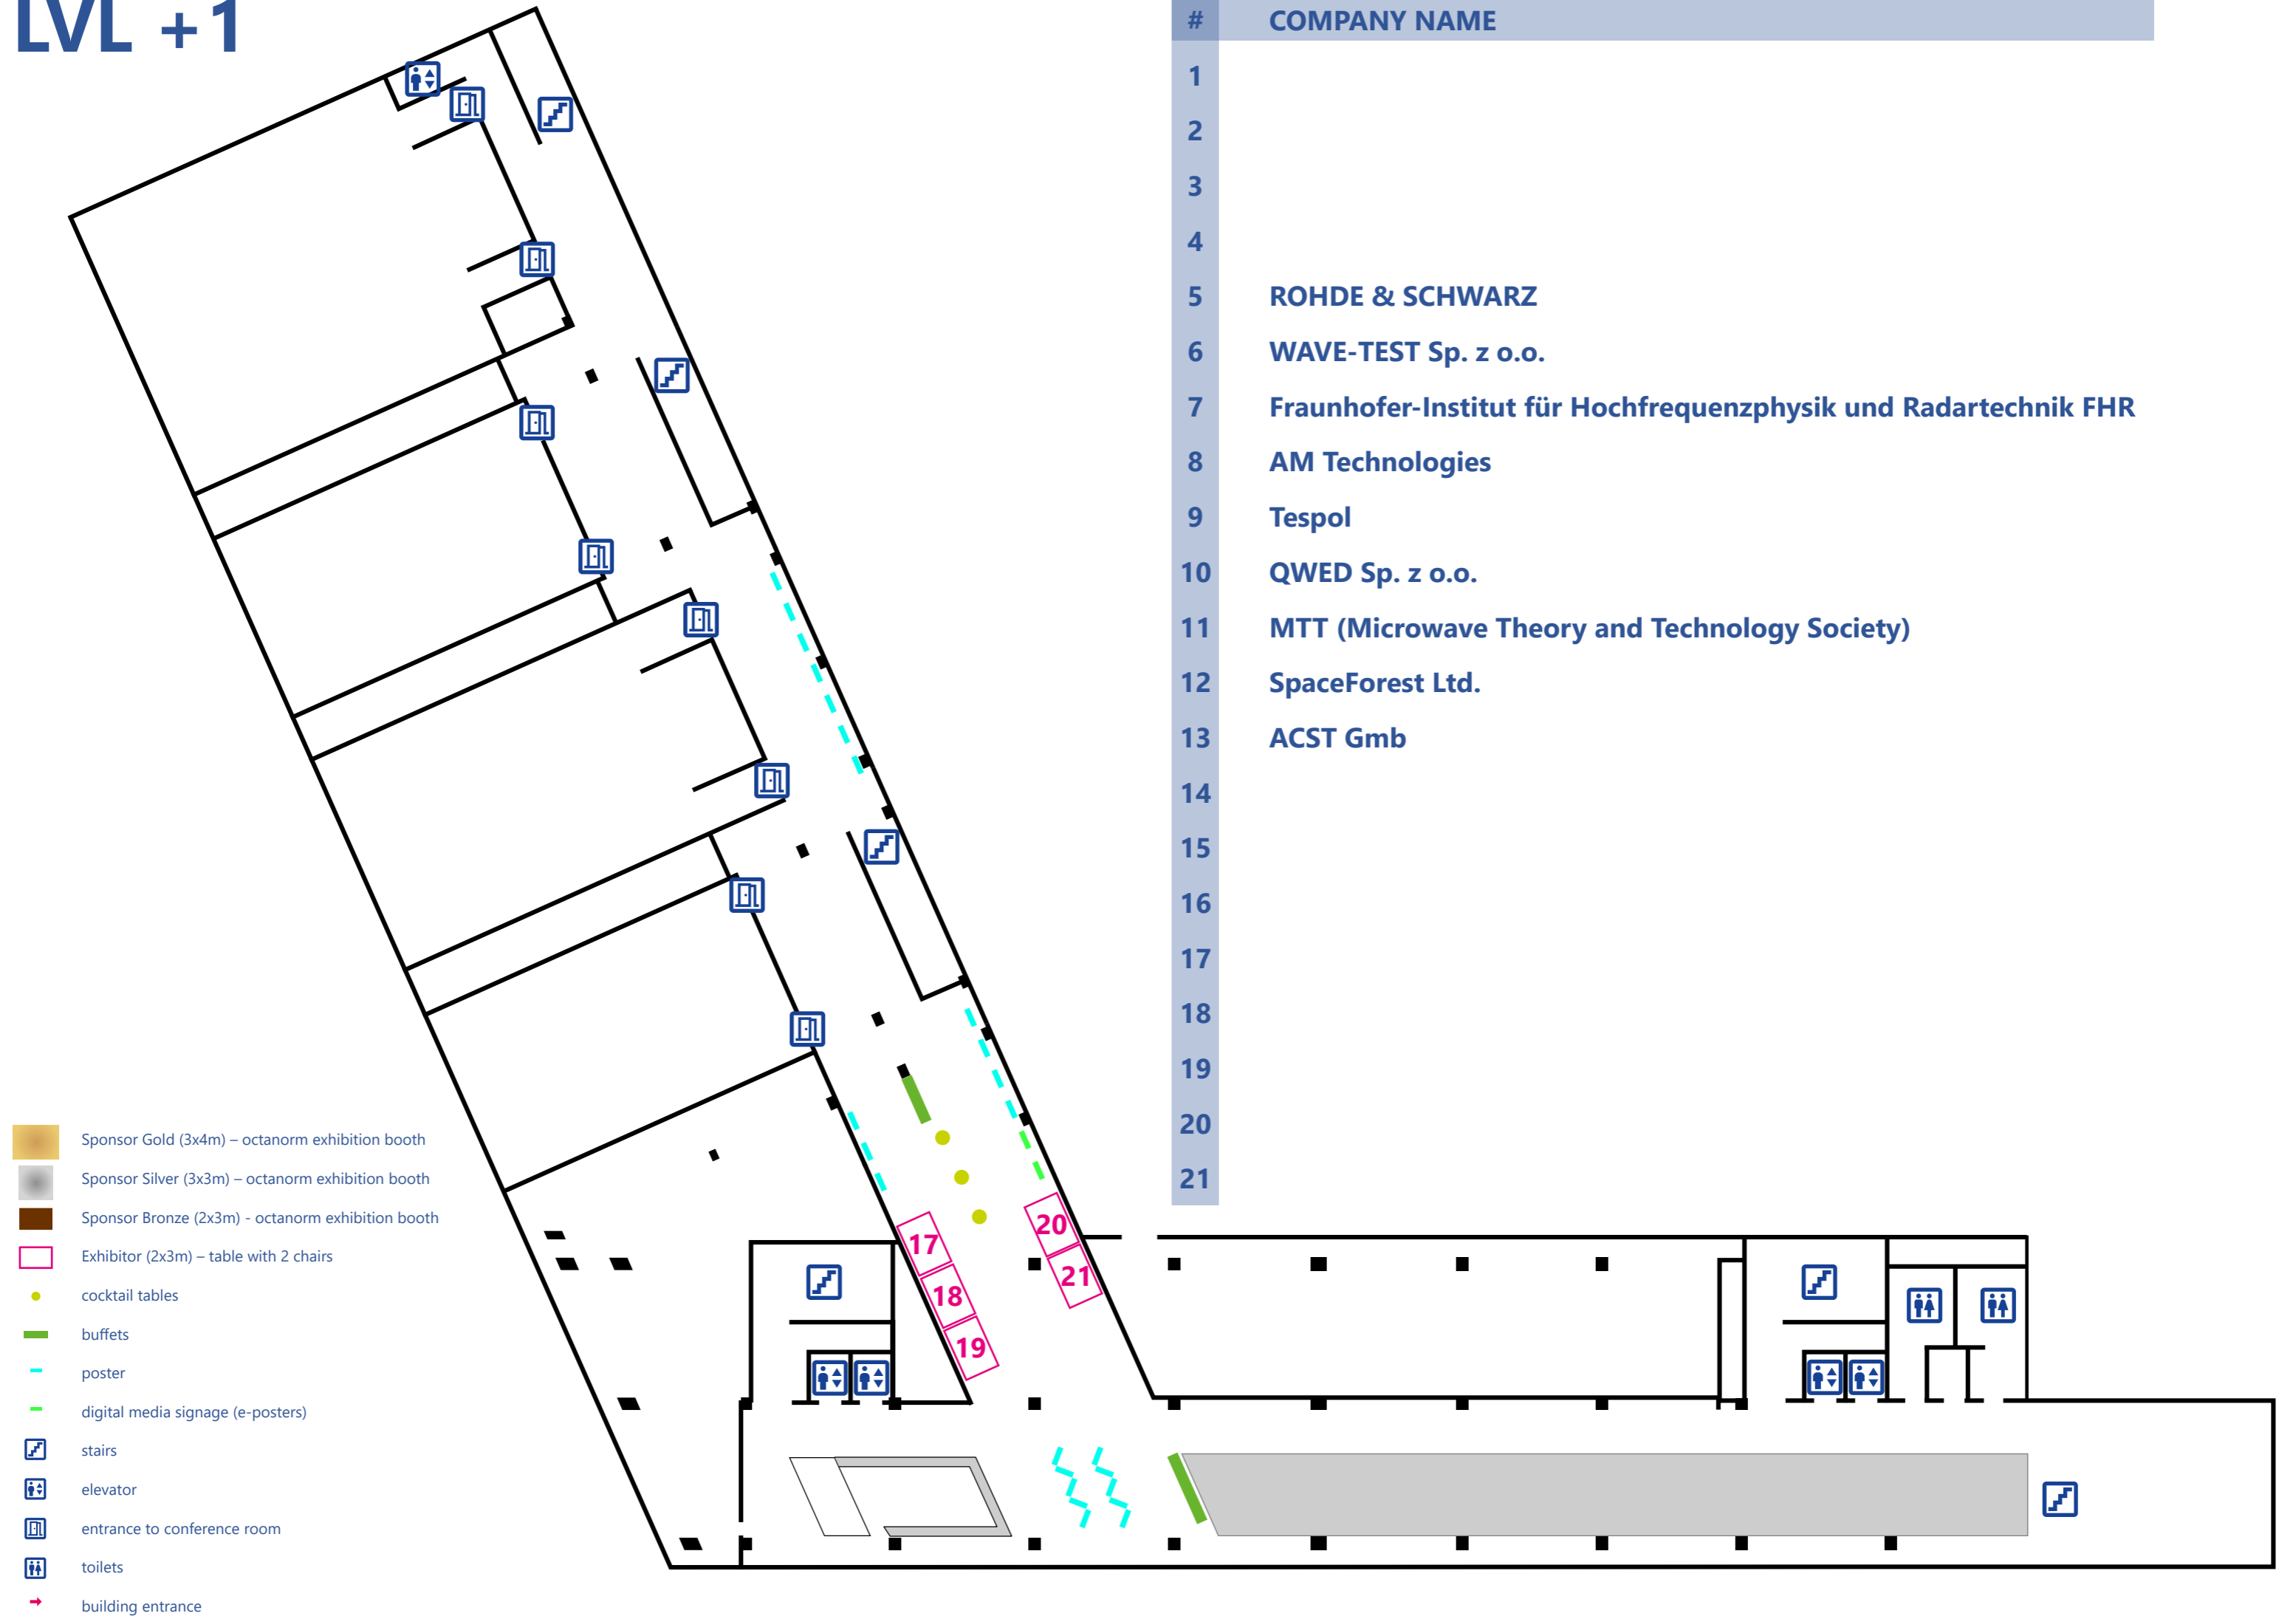 LVL +1
# COMPANY NAME
1
2
3
4
5 ROHDE & SCHWARZ
6 WAVE-TEST Sp. z o.o.
7 Fraunhofer-Institut für Hochfrequenzphysik und Radartechnik FHR
8 AM Technologies
9 Tespol
10 QWED Sp. z o.o.
11 MTT (Microwave Theory and Technology Society)
12 SpaceForest Ltd.
13 ACST Gmb
14
15
16
17
18
19
20
21
17
18
19
20
21
Sponsor Gold (3x4m) – octanorm exhibition booth
Sponsor Silver (3x3m) – octanorm exhibition booth
Sponsor Bronze (2x3m) - octanorm exhibition booth
Exhibitor (2x3m) – table with 2 chairs
cocktail tables
buffets
poster
digital media signage (e-posters)
stairs
elevator
entrance to conference room
toilets
building entrance